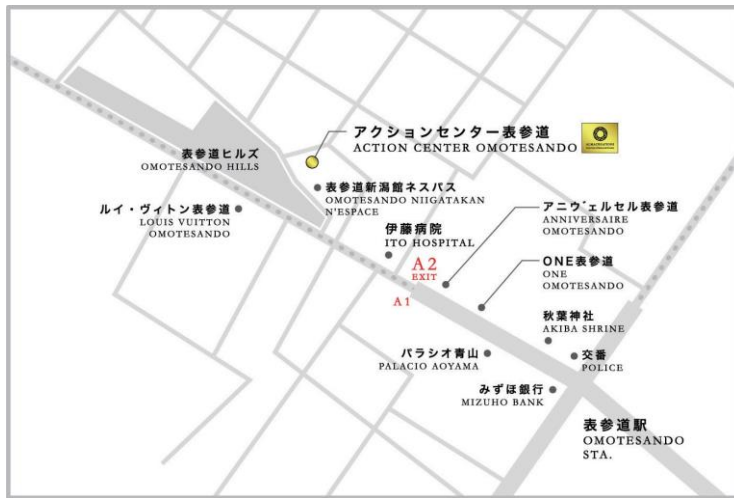 アクションセンター表参道
ACTION CENTER OMOTESANDO
表参道ヒルズ
OMOTESANDO HILLS
表参道新潟館ネスパス
OMOTESANDO NIIGATAKAN
N'ESPACE
ルイ・ヴィトン表参道
LOUIS VUITTON
OMOTESANDO
アニヴェルセル表参道
ANNIVERSAIRE
OMOTESANDO
伊藤病院
ITO HOSPITAL
A2
EXIT
A1
ONE表参道
ONE
OMOTESANDO
秋葉神社
AKIBA SHRINE
交番
POLICE
パラシオ青山
PALACIO AOYAMA
みずほ銀行
MIZUHO BANK
表参道駅
OMOTESANDO
STA.